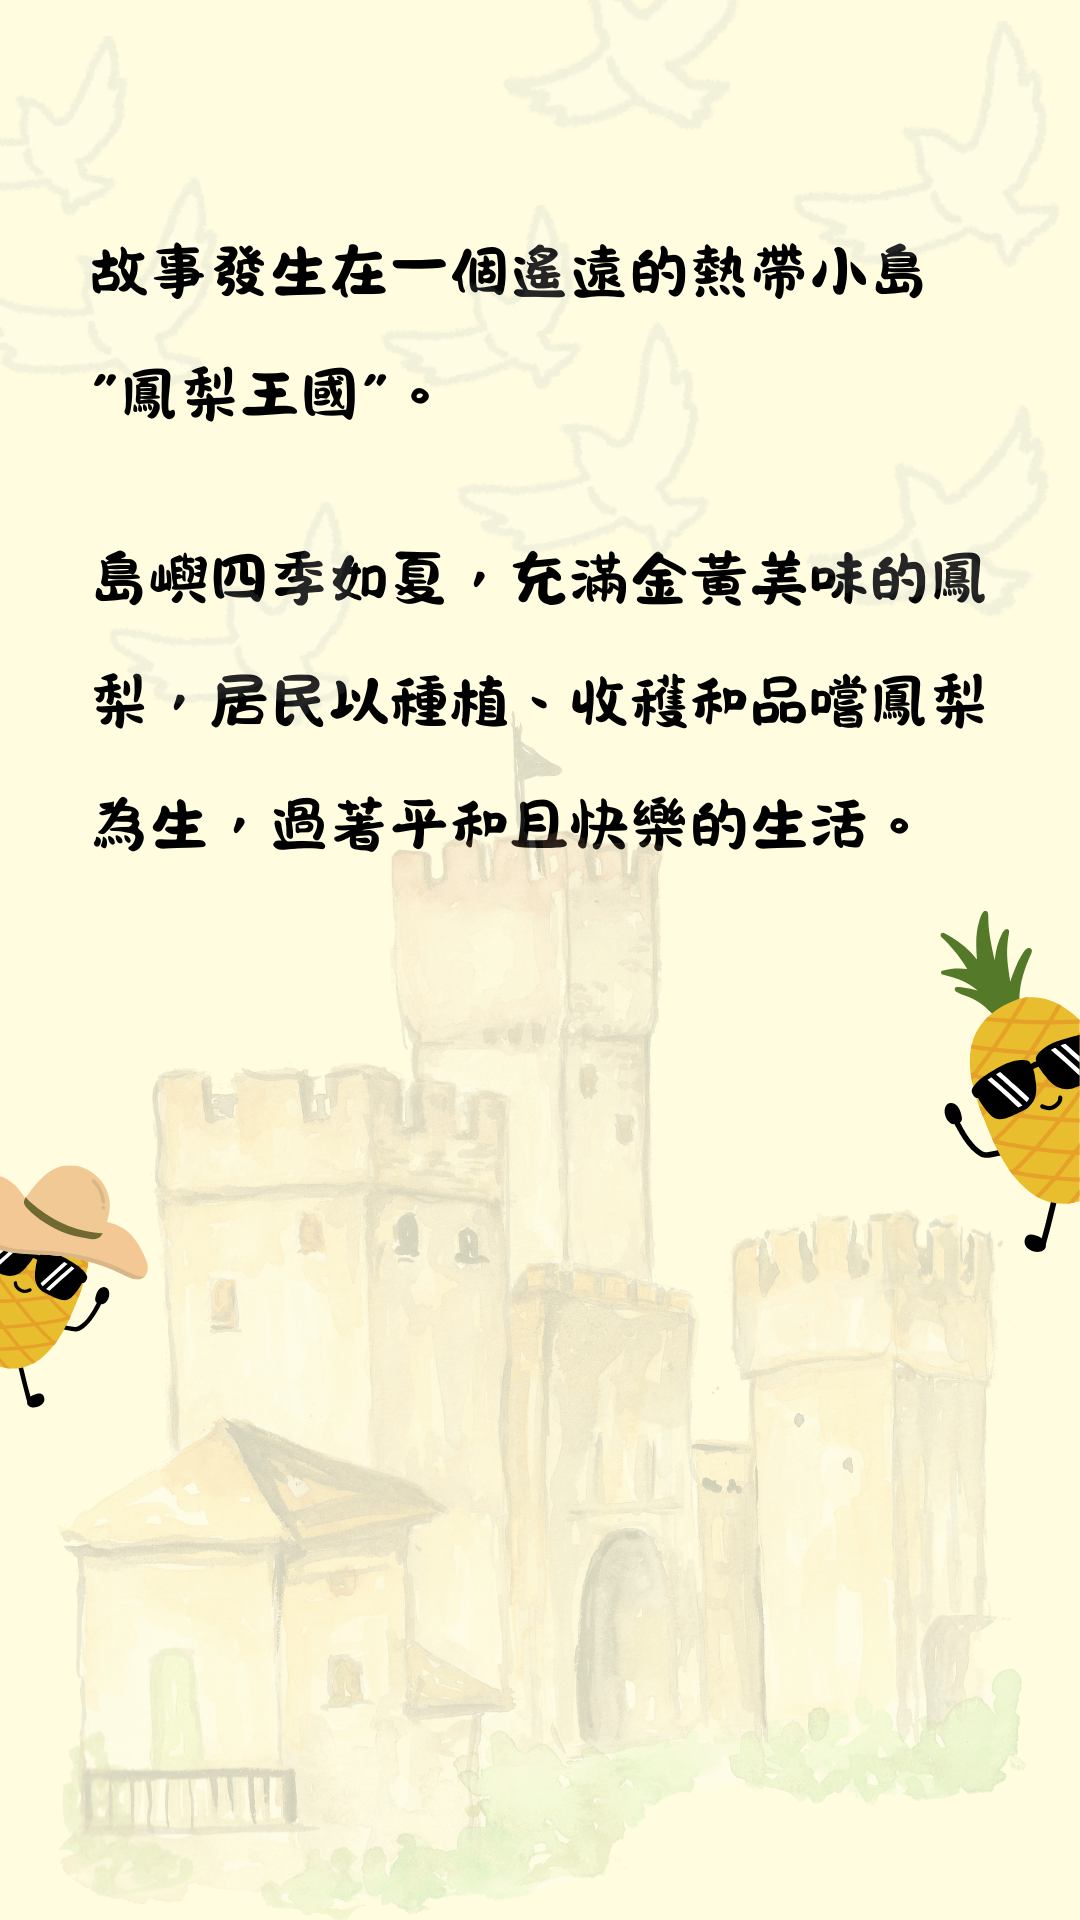 故事發生在一個遙遠的熱帶小島
"鳳梨王國"。
島嶼四季如夏，充滿金黃美味的鳳
梨，居民以種植、收穫和品嚐鳳梨
為生，過著平和且快樂的生活。